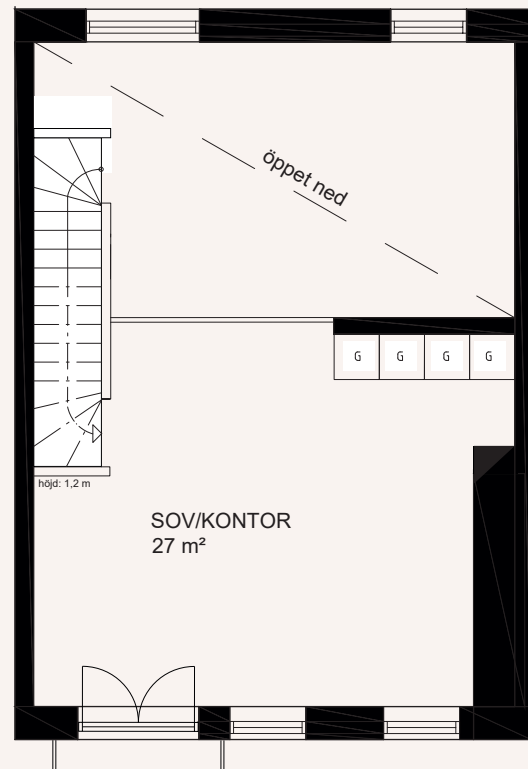 öppet ned
G G G G
höjd: 1,2 m
SOV/KONTOR
27 m²